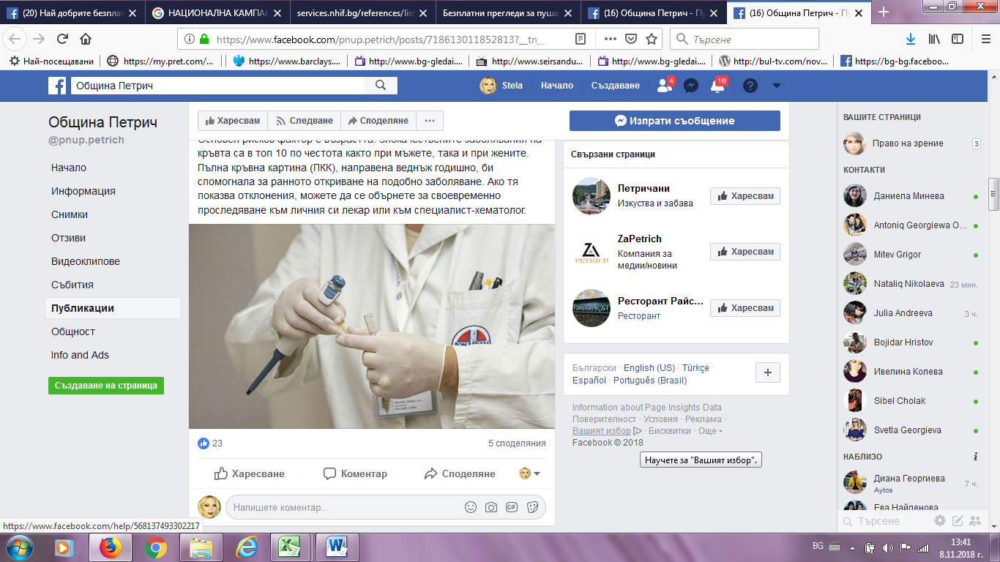 (20) Най добрите безплат
НАЦИОНАЛНА КАМПАН
services.nhif.bg/references/list
Безплатни прегледи за пуша
(16) Община Петрич - Пу
(16) Община Петрич - Пу
https://www.facebook.com/pnup.petrich/posts/718613011852813?__tn__
Търсене
Най-посещавани
https://my.pret.com/...
https://www.barclays....
http://www.bg-gledai....
http://www.seirsandu...
http://www.bg-gledai....
http://bul-tv.com/nov...
https://bg-bg.faceboo...
Община Петрич
Stela
Начало
Създаване
4
16
Община Петрич
@pnup.petrich
Начало
Информация
Снимки
Отзиви
Видеоклипове
Събития
Публикации
Общност
Info and Ads
Създаване на страница
Харесвам
Следване
Споделяне
Изпрати съобщение
Основен рисков фактор е възрастта. Злокачествените заболявания на
кръвта са в топ 10 по честота както при мъжете, така и при жените.
Пълна кръвна картина (ПКК), направена веднъж годишно, би
спомогнала за ранното откриване на подобно заболяване. Ако тя
показва отклонения, можете да се обърнете за своевременно
проследяване към личния си лекар или към специалист-хематолог.
23
5 споделяния
Харесване
Коментар
Споделяне
Напишете коментар...
GIF
Свързани страници
Петричани
Изкуства и забава
Харесвам
ZaPetrich
Компания за
медии/новини
Харесвам
ZA
PETRICH
Ресторант Райс…
Ресторант
Харесвам
Български · English (US) · Türkçe ·
Español · Português (Brasil)
Information about Page Insights Data
Поверителност · Условия · Реклама ·
Вашият избор · Бисквитки · Още
Facebook © 2018
Научете за "Вашият избор".
ВАШИТЕ СТРАНИЦИ
Право на зрение
3
КОНТАКТИ
Даниела Минева
Antoniq Georgiewa O...
Mitev Grigor
Nataliq Nikolaeva
23 мин.
Julia Andreeva
3 ч.
Bojidar Hristov
Ивелина Колева
Sibel Cholak
Svetla Georgieva
НАБЛИЗО
Диана Георгиева
Aytos
7 ч.
Ева Найденова
Търсене
https://www.facebook.com/help/568137493302217
BG
13:41
8.11.2018 г.